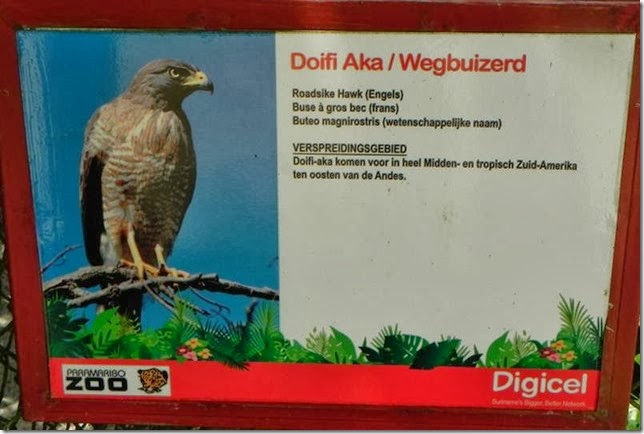 Doifi Aka / Wegbuizerd
Roadsike Hawk (Engels)
Buse à gros bec (frans)
Buteo magnirostris (wetenschappelijke naam)
VERSPREIDINGSGEBIED
Doifi-aka komen voor in heel Midden- en tropisch Zuid-Amerika
ten oosten van de Andes.
PARAMARIBO
ZOO
Digicel
Suriname's Bigger, Better Network.